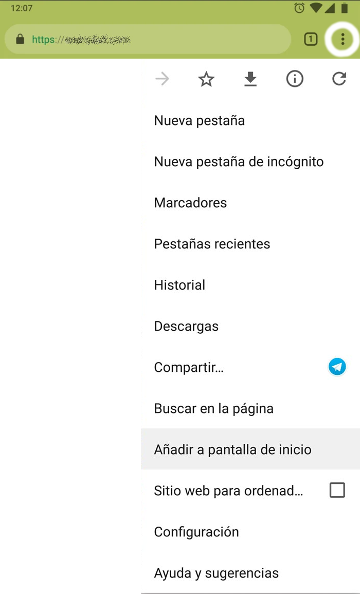 12:07
https://
1
Nueva pestaña
Nueva pestaña de incógnito
Marcadores
Pestañas recientes
Historial
Descargas
Compartir...
Buscar en la página
Añadir a pantalla de inicio
Sitio web para ordenad...
Configuración
Ayuda y sugerencias